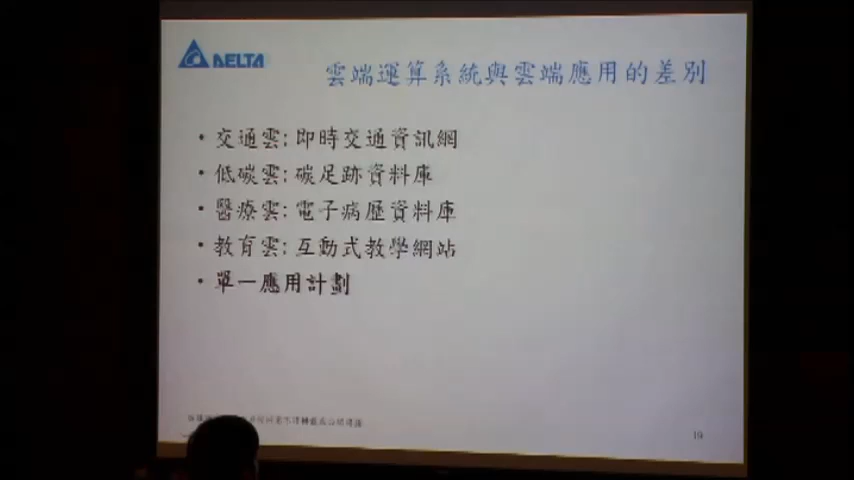 DELTA
雲端運算系統與雲端應用的差別
• 交通雲: 即時交通資訊網
• 低碳雲: 碳足跡資料庫
• 醫療雲: 電子病歷資料庫
• 教育雲: 互動式教學網站
• 單一應用計劃
19